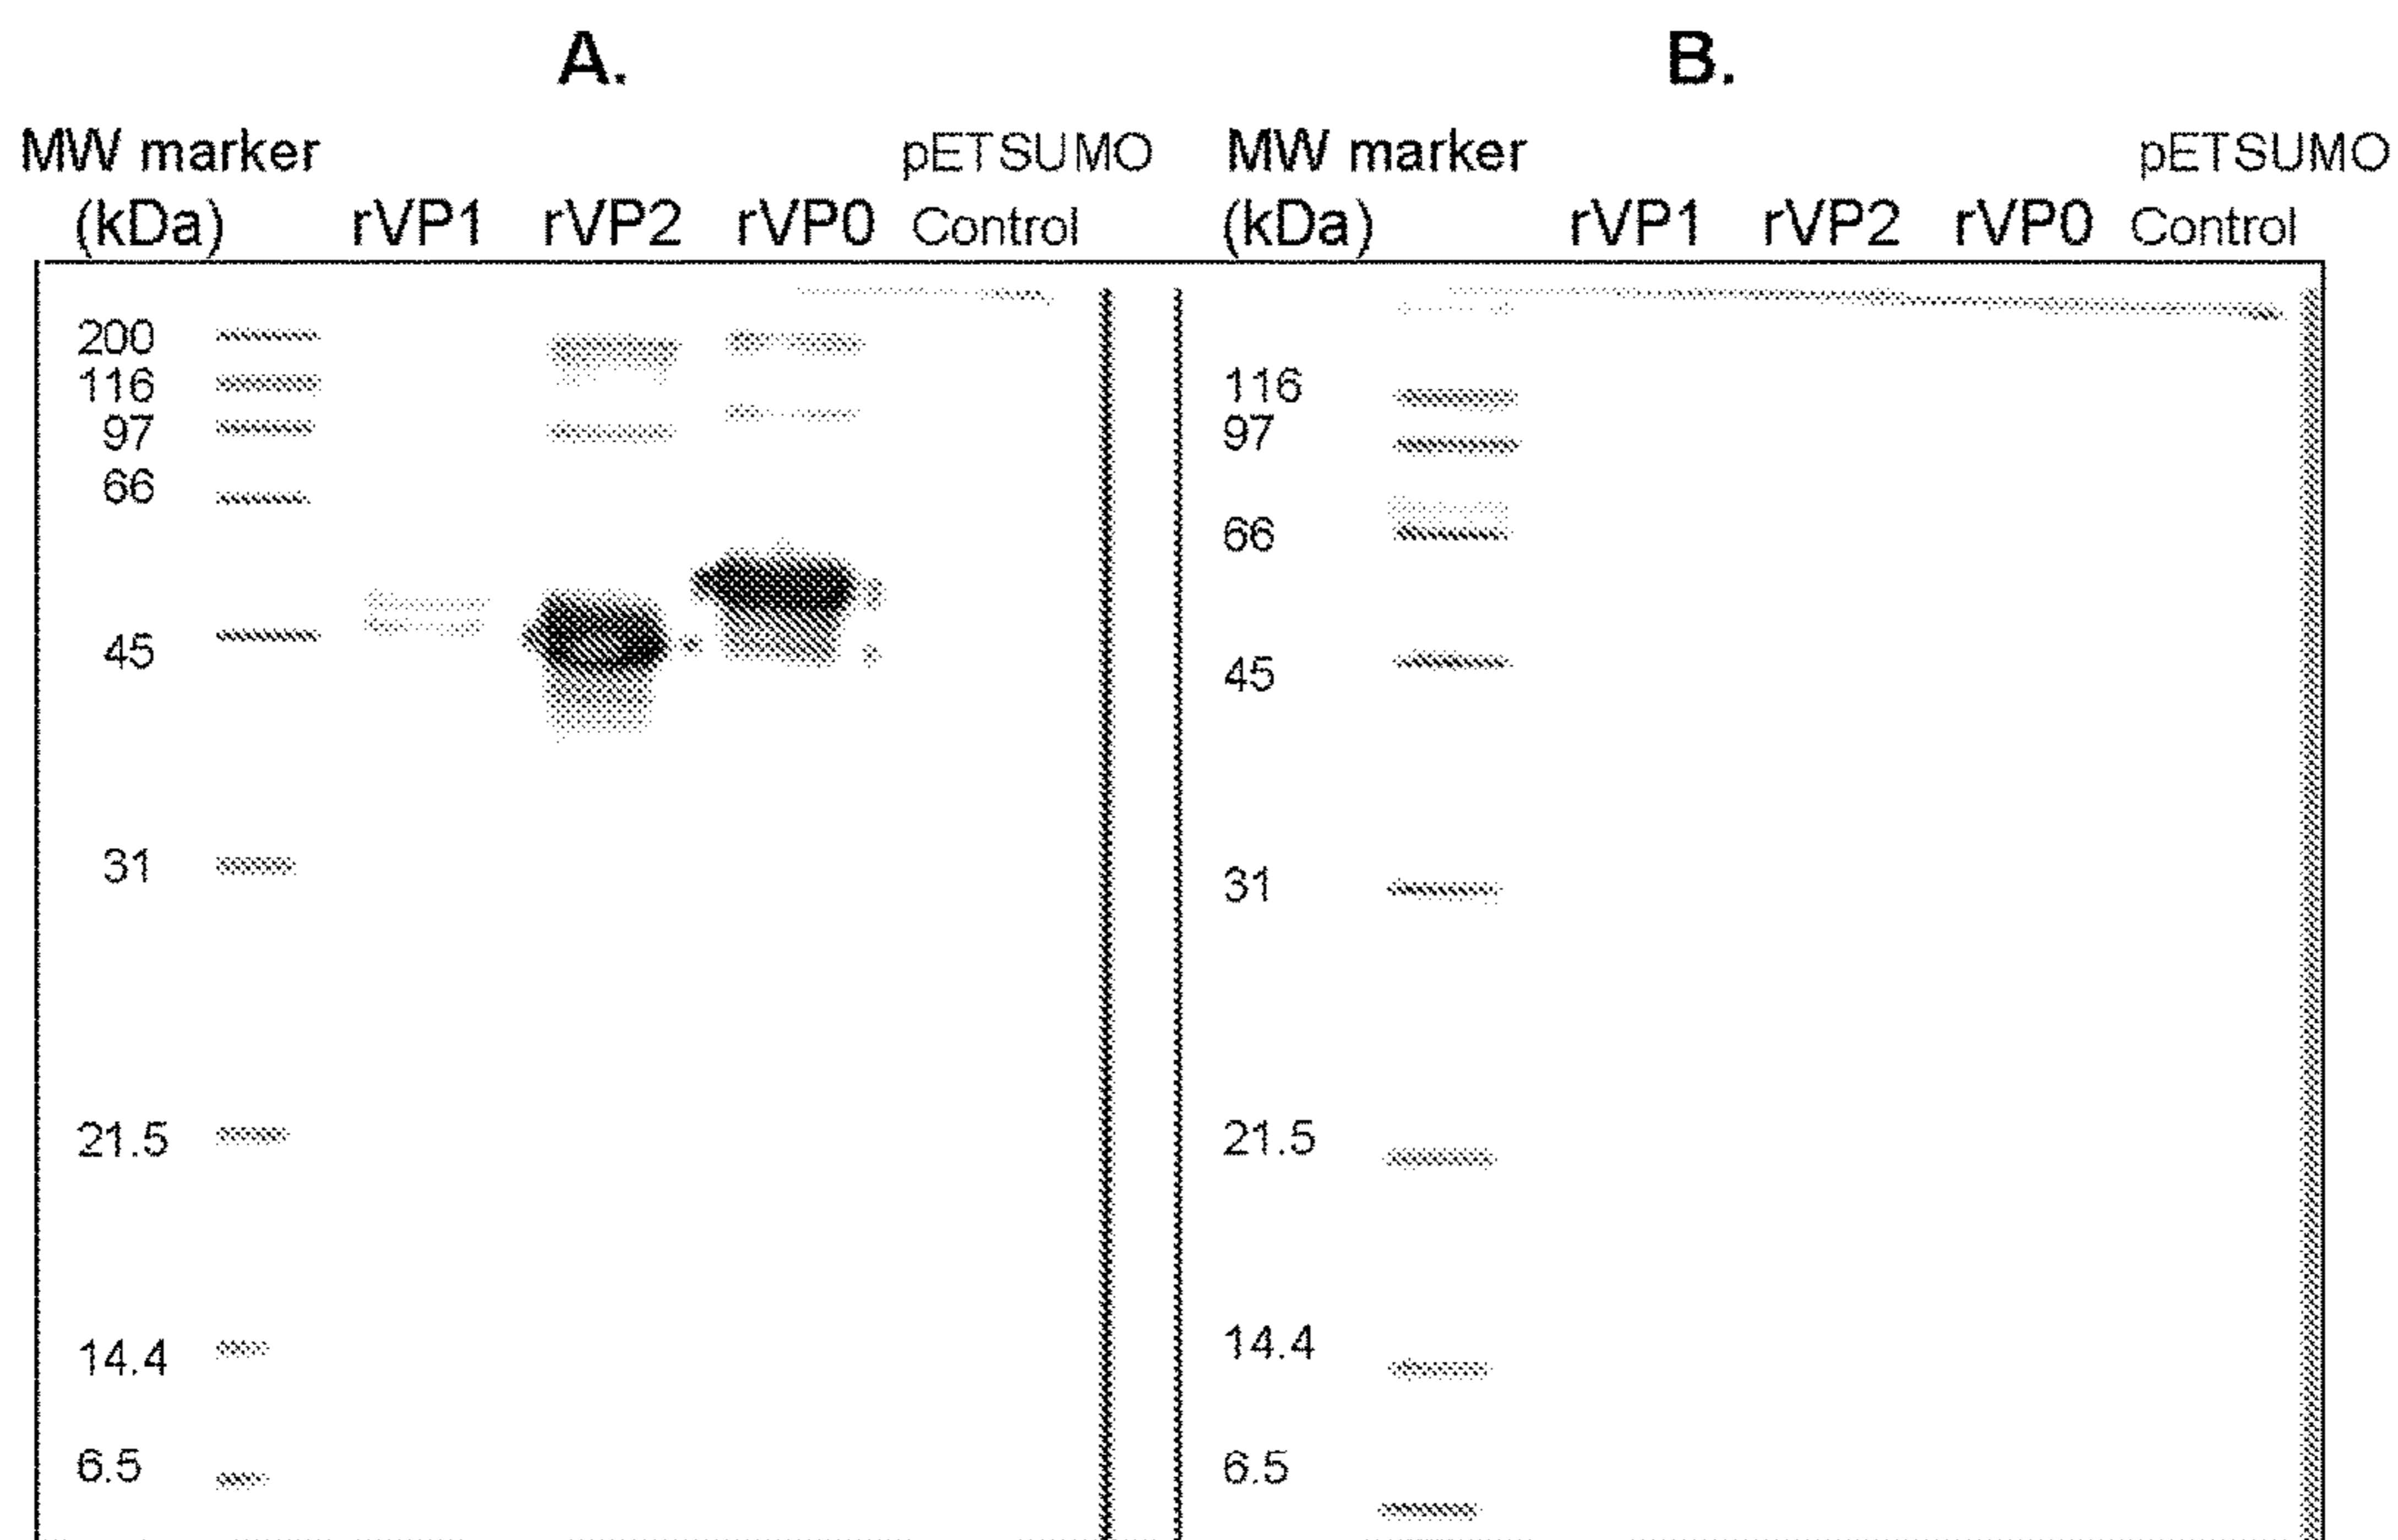 A.
MW marker
(kDa)
rVP1
rVP2
rVP0
pETSUMO
Control
200
116
97
66
45
31
21.5
14.4
6.5
B.
MW marker
(kDa)
rVP1
rVP2
rVP0
pETSUMO
Control
116
97
66
45
31
21.5
14.4
6.5